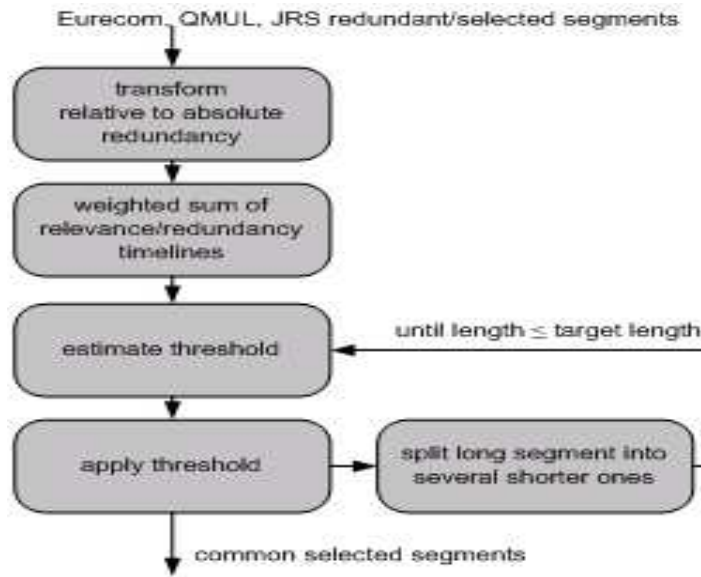 Eurecom, QMUL, JRS redundant/selected segments
transform
relative to absolute
redundancy
weighted sum of
relevance/redundancy
timelines
until length ≤ target length
estimate threshold
apply threshold
split long segment into
several shorter ones
common selected segments